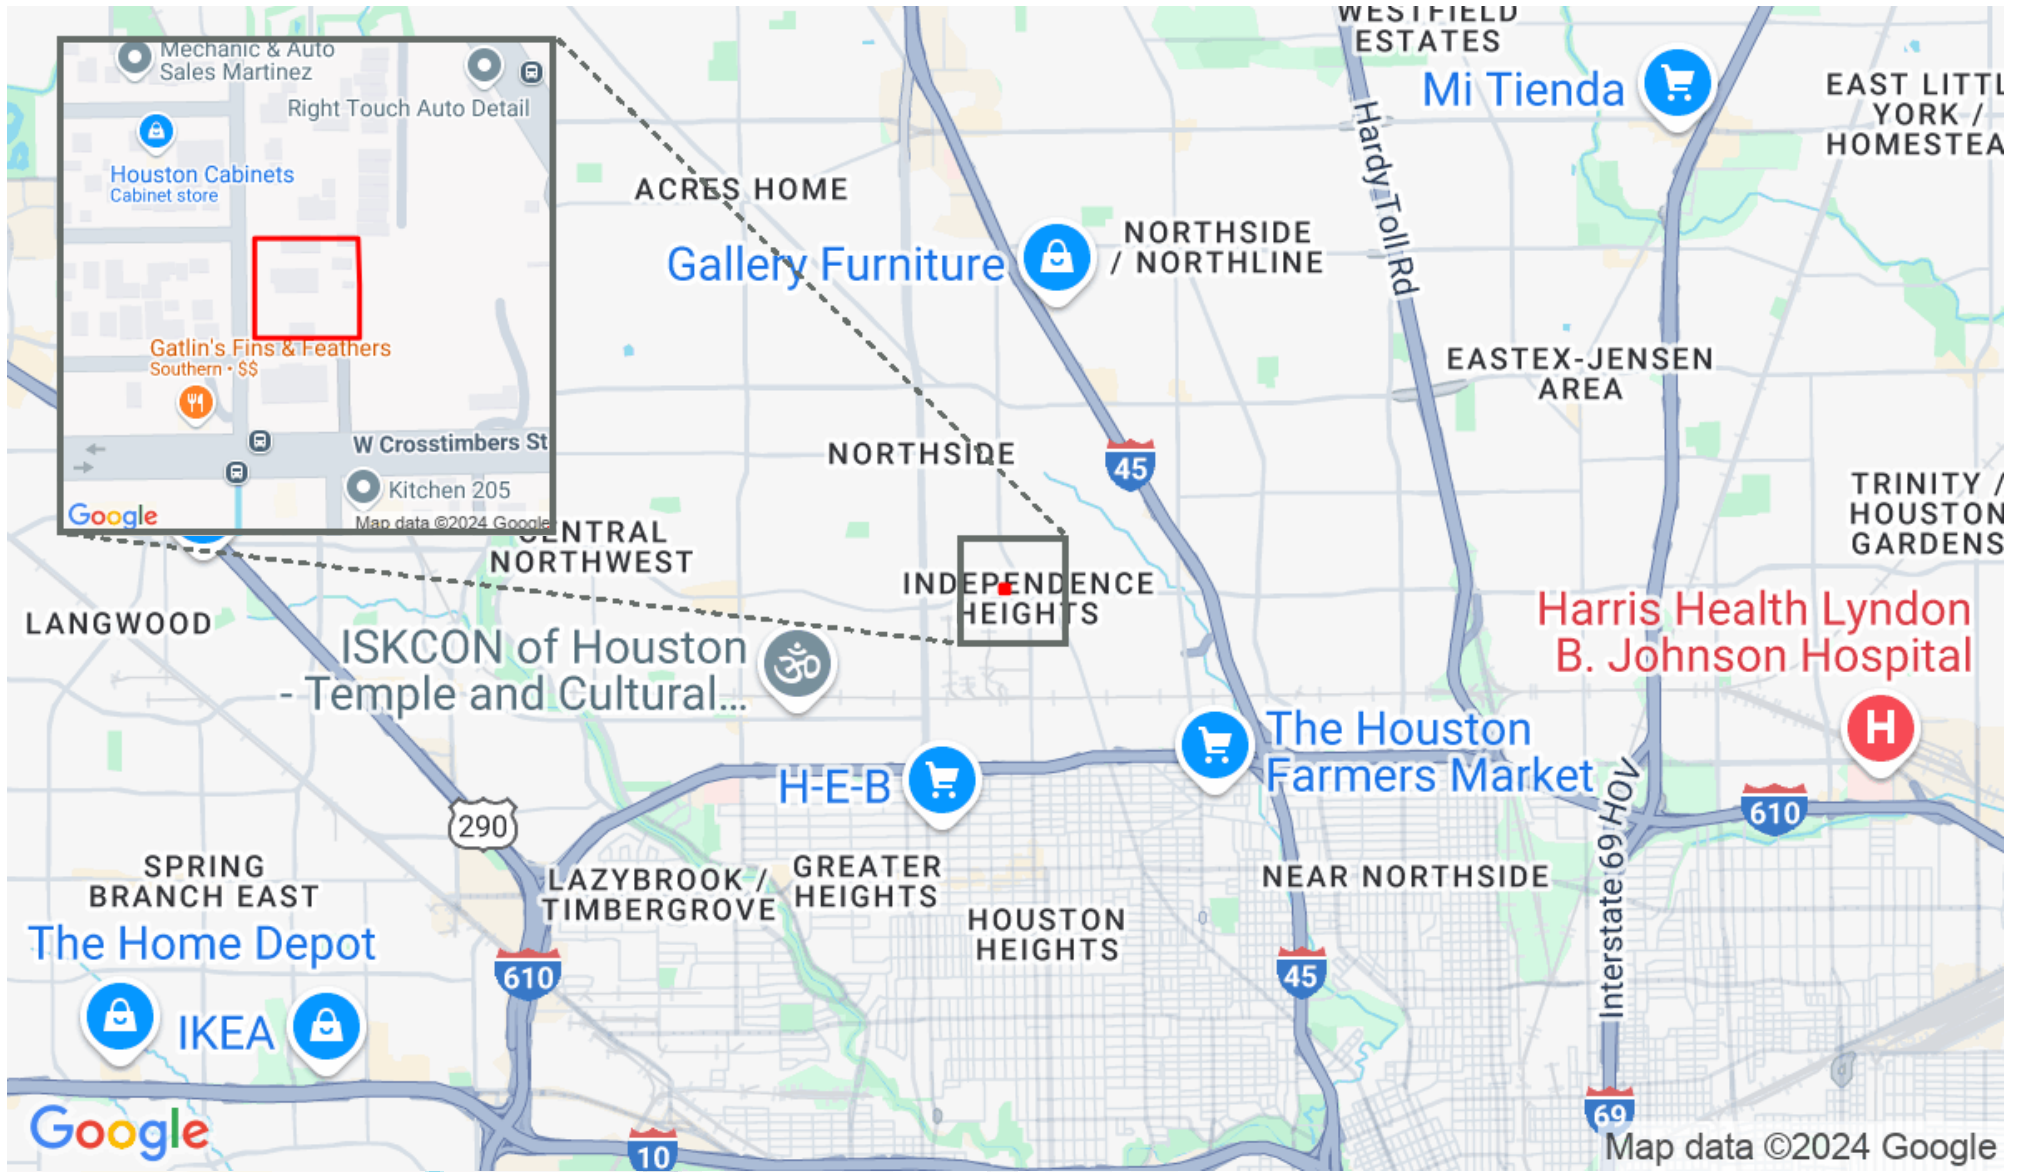 Mechanic & Auto
Sales Martinez
Right Touch Auto Detail
Houston Cabinets
Cabinet store
Gatlin's Fins & Feathers
Southern • $$
W Crosstimbers St
Kitchen 205
Google
Map data ©2024 Google
WESTFIELD
ESTATES
Mi Tienda
EAST LITTL
YORK /
HOMESTEA
Hardy Toll Rd
ACRES HOME
Gallery Furniture
NORTHSIDE
/ NORTHLINE
EASTEX-JENSEN
AREA
NORTHSIDE
45
TRINITY /
HOUSTON
GARDENS
CENTRAL
NORTHWEST
INDEPENDENCE
HEIGHTS
LANGWOOD
ISKCON of Houston
- Temple and Cultural...
Harris Health Lyndon
B. Johnson Hospital
H
The Houston
Farmers Market
H-E-B
290
610
Interstate 69 HOV
SPRING
BRANCH EAST
LAZYBROOK /
TIMBERGROVE
GREATER
HEIGHTS
NEAR NORTHSIDE
HOUSTON
HEIGHTS
The Home Depot
610
45
IKEA
69
10
Google
Map data ©2024 Google